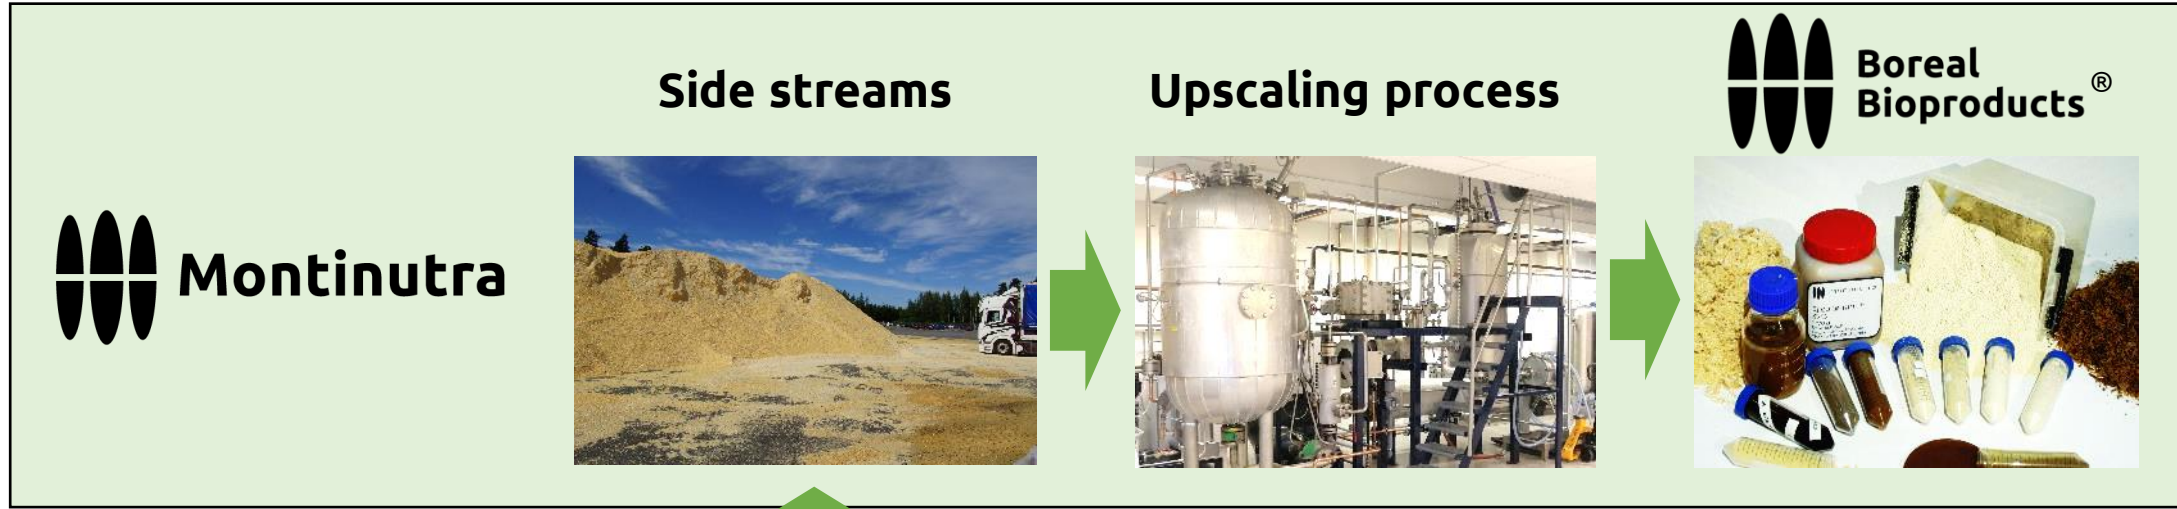 Side streams
Upscaling process
Boreal
Bioproducts®
Montinutra